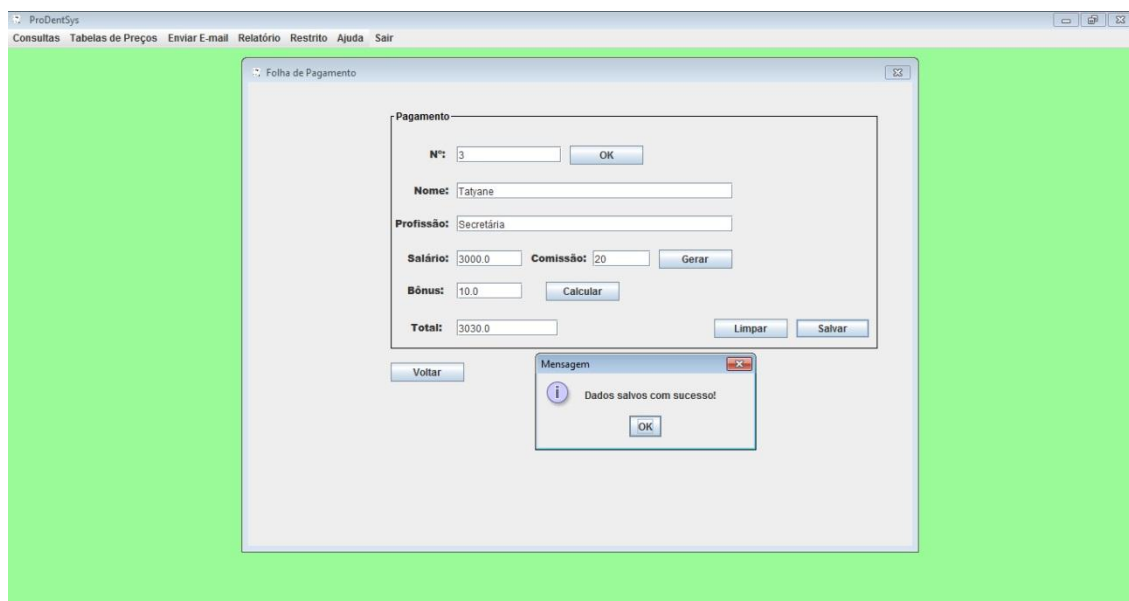 ProDentSys
Consultas Tabelas de Preços Enviar E-mail Relatório Restrito Ajuda Sair
Folha de Pagamento
Pagamento
Nº: 3 OK
Nome: Tatyane
Profissão: Secretária
Salário: 3000.0 Comissão: 20 Gerar
Bônus: 10.0 Calcular
Total: 3030.0 Limpar Salvar
Voltar
Mensagem
Dados salvos com sucesso!
OK